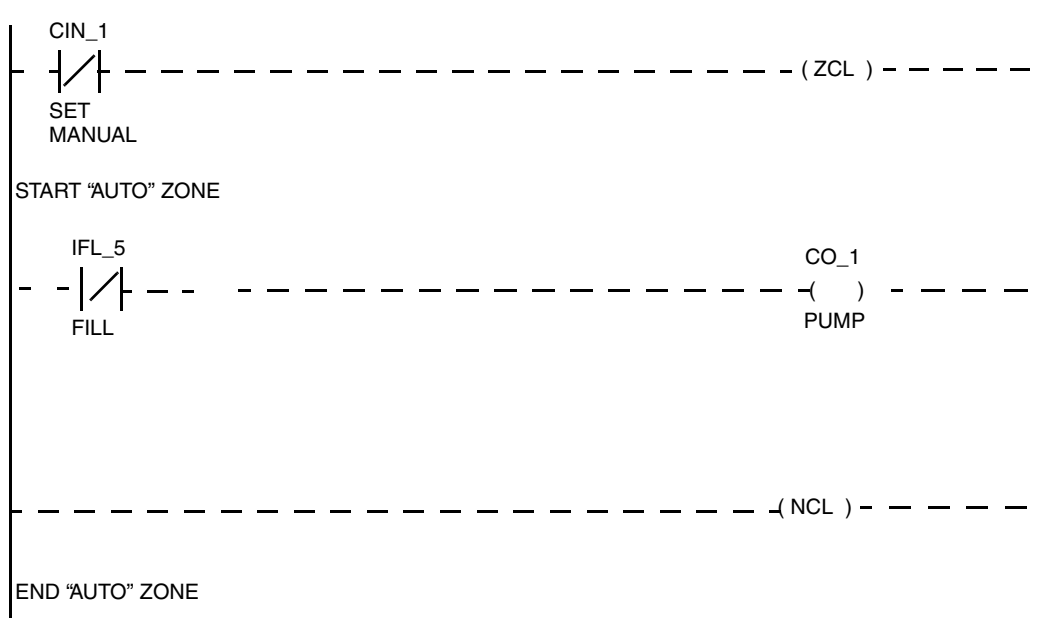 CIN_1
( ZCL )
SET
MANUAL
START “AUTO” ZONE
IFL_5
CO_1
( )
FILL
PUMP
( NCL )
END “AUTO” ZONE